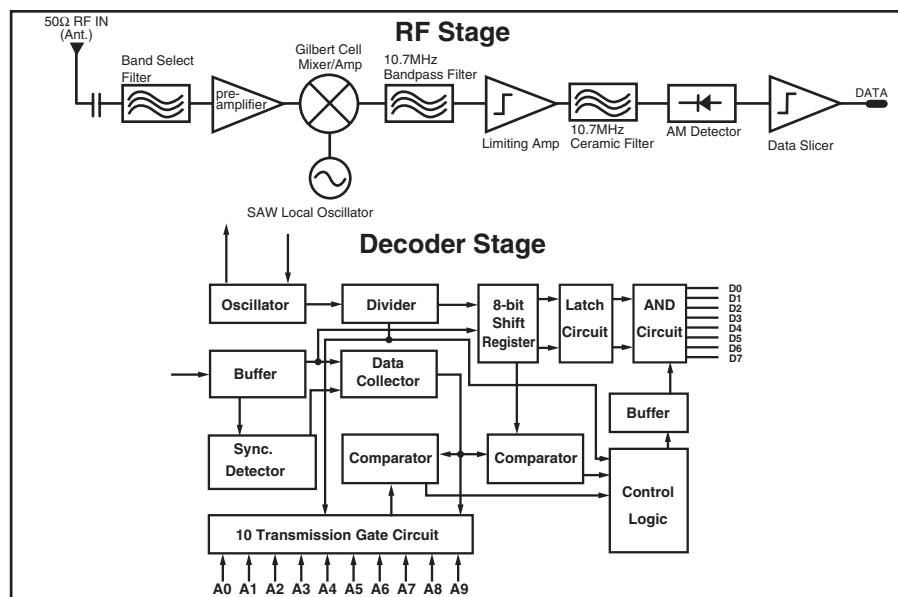 50Ω RF IN
(Ant.)
RF Stage
Band Select
Filter
pre-
amplifier
Gilbert Cell
Mixer/Amp
10.7MHz
Bandpass Filter
Limiting Amp
10.7MHz
Ceramic Filter
AM Detector
Data Slicer
DATA
SAW Local Oscillator
Decoder Stage
Oscillator
Divider
8-bit
Shift
Register
Latch
Circuit
AND
Circuit
D0
D1
D2
D3
D4
D5
D6
D7
Buffer
Data
Collector
Buffer
Sync.
Detector
Comparator
Comparator
Control
Logic
10 Transmission Gate Circuit
A0 A1 A2 A3 A4 A5 A6 A7 A8 A9